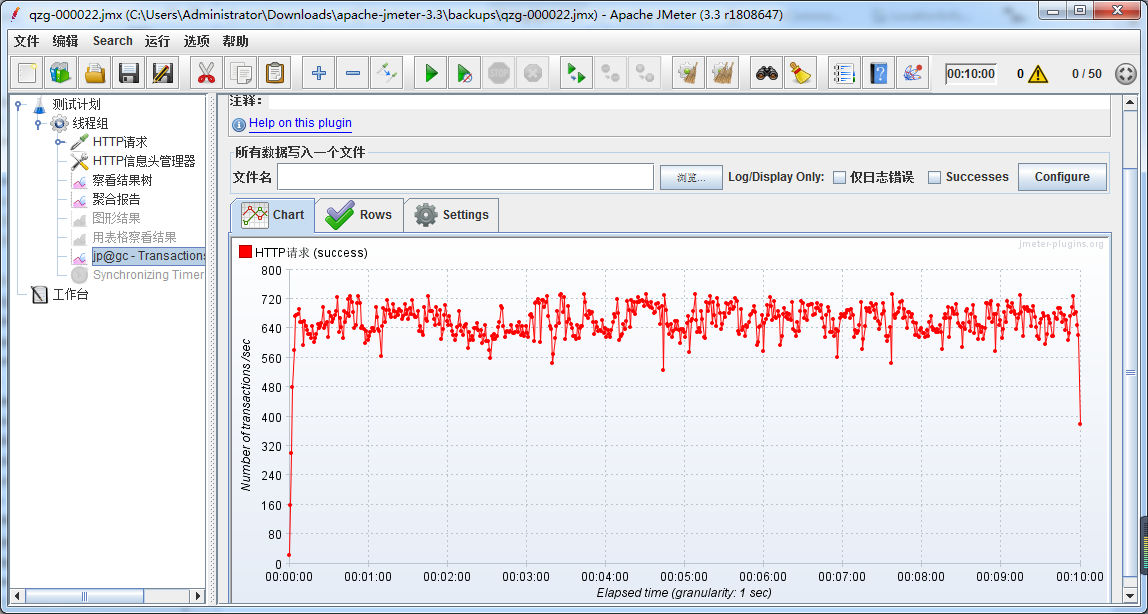 qzg-000022.jmx (C:\Users\Administrator\Downloads\apache-jmeter-3.3\backups\qzg-000022.jmx) - Apache JMeter (3.3 r1808647)
文件 编辑 Search 运行 选项 帮助
STOP
00:10:00 0 0 / 50
测试计划
线程组
HTTP请求
HTTP信息头管理器
察看结果树
聚合报告
图形结果
用表格察看结果
jp@gc - Transactions
Synchronizing Timer
工作台
注释：
Help on this plugin
所有数据写入一个文件
文件名 浏览... Log/Display Only: 仅日志错误 Successes Configure
Chart Rows Settings
jmeter-plugins.org
HTTP请求 (success)
800
720
640
560
480
400
320
240
160
80
0
Number of transactions /sec
00:00:00 00:01:00 00:02:00 00:03:00 00:04:00 00:05:00 00:06:00 00:07:00 00:08:00 00:09:00 00:10:00
Elapsed time (granularity: 1 sec)